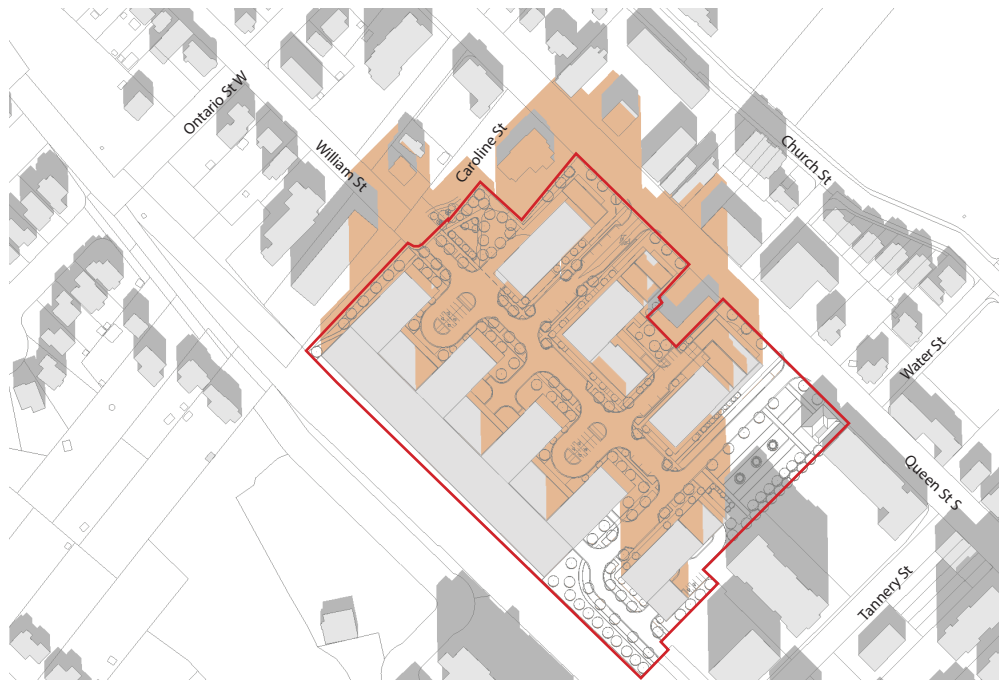 Ontario St W
William St
Caroline St
Church St
Water St
Queen St S
Tannery St